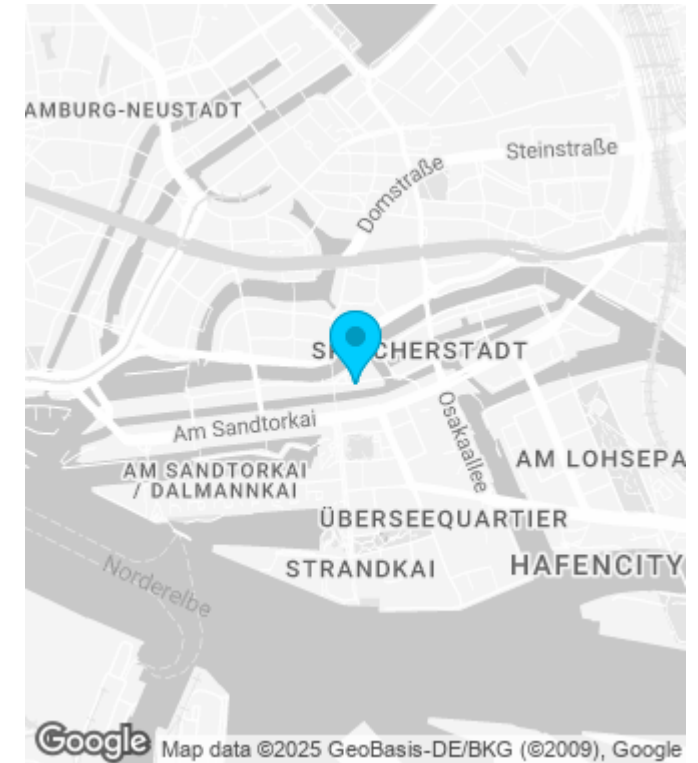 AMBURG-NEUSTADT
Steinstraße
Domstraße
CHERSTADT
Osakaallee
Am Sandtorkai
AM LOHSEPA
AM SANDTORKAI
/ DALMANNKAI
ÜBERSEEQUARTIER
STRANDKAI
HAFENCITY
Norderelbe
Google Map data ©2025 GeoBasis-DE/BKG (©2009), Google